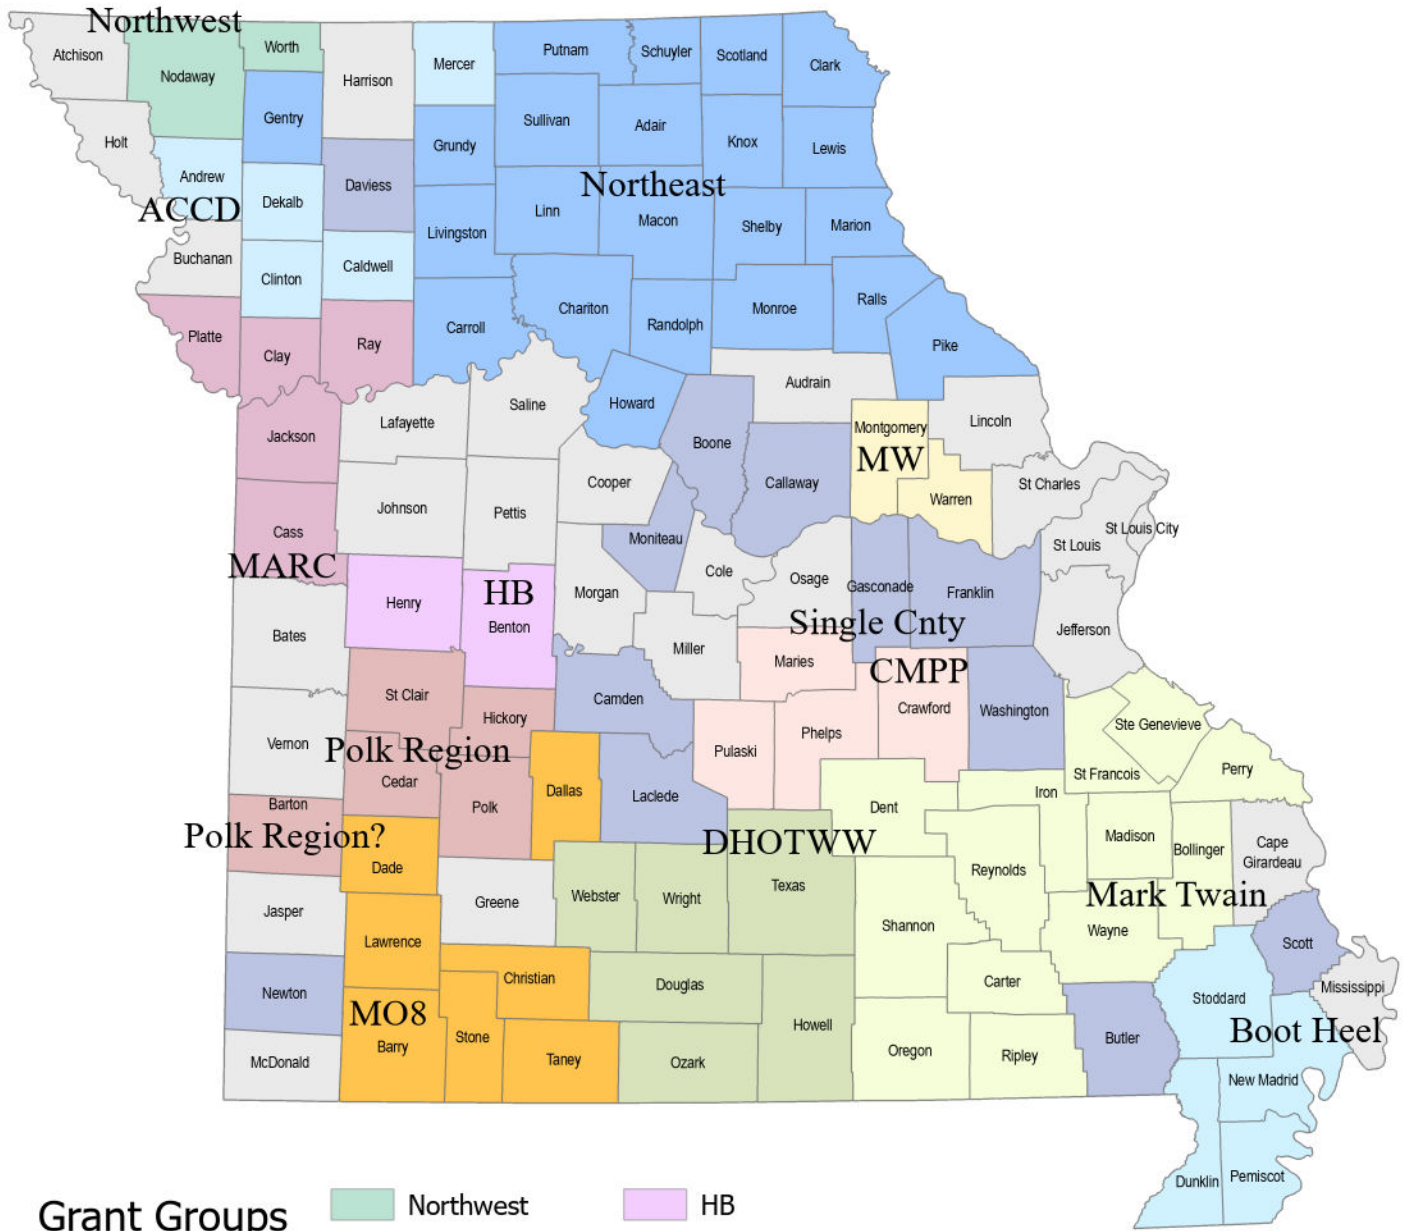 Northwest
Atchison
Nodaway
Worth
Harrison
Mercer
Putnam
Schuyler
Scotland
Clark
Holt
Gentry
Grundy
Sullivan
Adair
Knox
Lewis
Andrew
Dekalb
Daviess
Northeast
ACCD
Linn
Macon
Shelby
Marion
Livingston
Buchanan
Clinton
Caldwell
Chariton
Randolph
Monroe
Ralls
Platte
Clay
Ray
Carroll
Pike
Audrain
Lafayette
Saline
Howard
Lincoln
Jackson
Boone
Montgomery
MW
Callaway
Warren
St Charles
Cooper
Johnson
Pettis
Cass
Moniteau
St Louis City
St Louis
MARC
Cole
Osage
Gasconade
Franklin
Henry
HB
Benton
Morgan
Single Cnty
Jefferson
Bates
Miller
Maries
CMPP
St Clair
Camden
Crawford
Washington
Hickory
Ste Genevieve
Vernon
Polk Region
Pulaski
Phelps
Cedar
Dallas
Laclede
St Francois
Perry
Barton
Polk
Dent
Iron
Polk Region?
DHOTWW
Madison
Bollinger
Cape
Girardeau
Dade
Reynolds
Jasper
Greene
Webster
Wright
Texas
Mark Twain
Shannon
Wayne
Lawrence
Scott
Christian
Douglas
Carter
Newton
Stoddard
Mississippi
MO8
Howell
Boot Heel
Barry
Stone
Taney
Ozark
Oregon
Ripley
Butler
McDonald
New Madrid
Dunklin
Pemiscot
Grant Groups
Northwest
HB